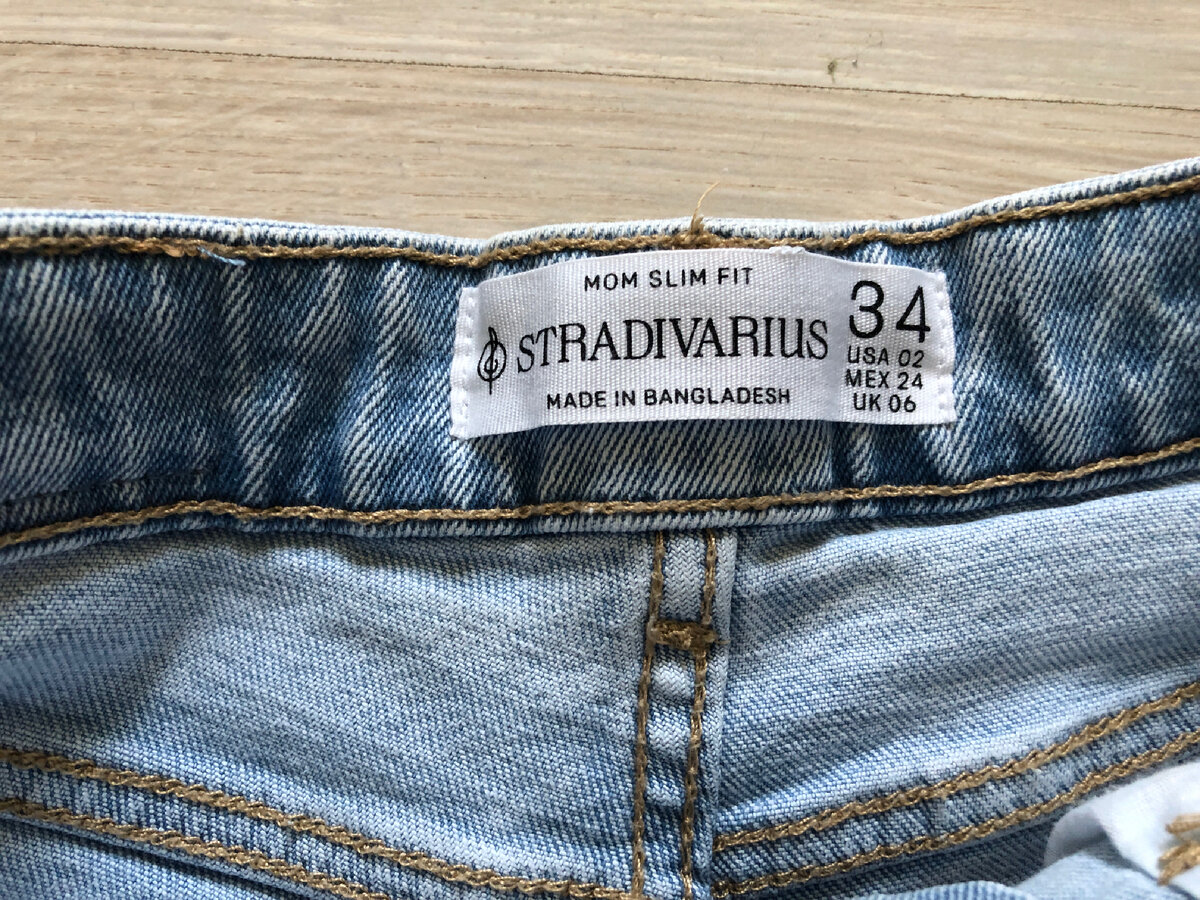 MOM SLIM FIT
STRADIVARIUS
MADE IN BANGLADESH
34
USA 02
MEX 24
UK 06